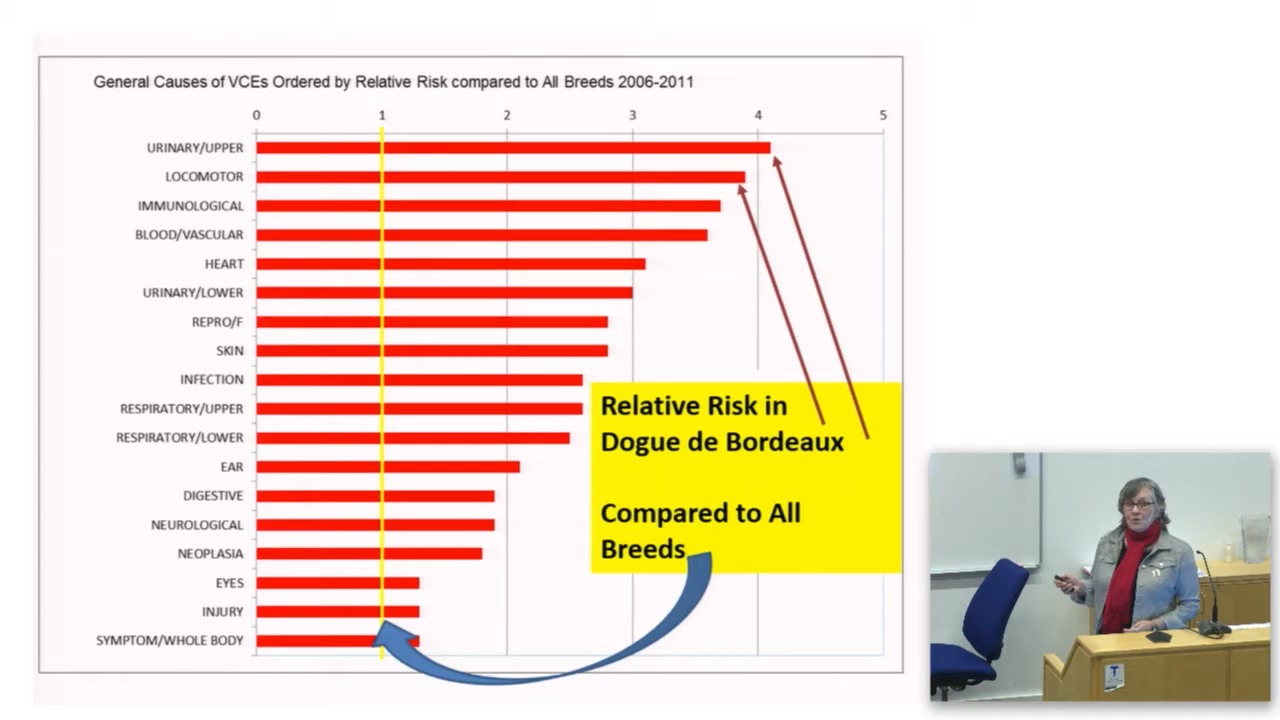 General Causes of VCEs Ordered by Relative Risk compared to All Breeds 2006-2011
0 1 2 3 4 5
URINARY/UPPER
LOCOMOTOR
IMMUNOLOGICAL
BLOOD/VASCULAR
HEART
URINARY/LOWER
REPRO/F
SKIN
INFECTION
RESPIRATORY/UPPER
RESPIRATORY/LOWER
EAR
DIGESTIVE
NEUROLOGICAL
NEOPLASIA
EYES
INJURY
SYMPTOM/WHOLE BODY
Relative Risk in
Dogue de Bordeaux
Compared to All
Breeds
T